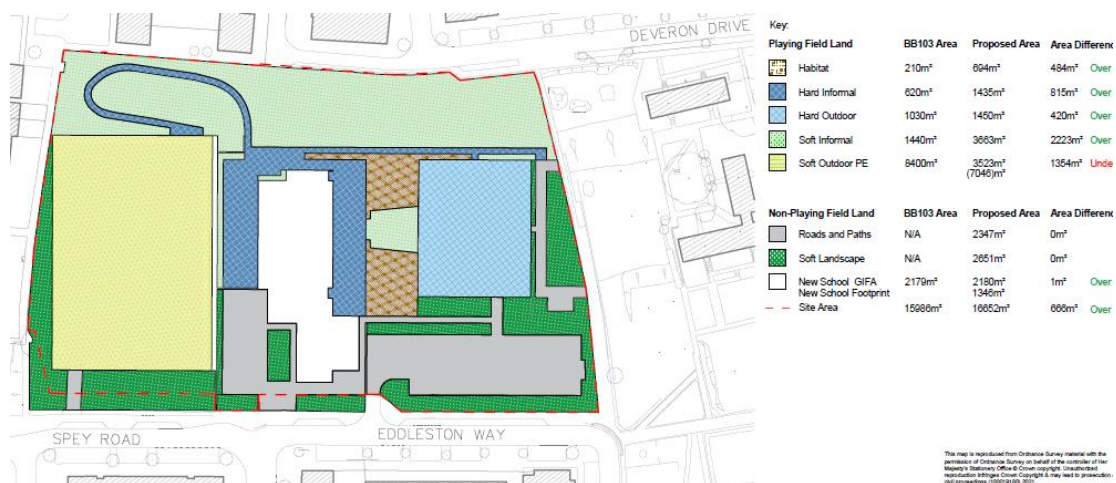 DEVERON DRIVE
SPEY ROAD
EDDLESTON WAY
Key:
Playing Field Land BB103 Area Proposed Area Area Differenc
Habitat 210m² 694m² 484m² Over
Hard Informal 620m² 1435m² 815m² Over
Hard Outdoor 1030m² 1450m² 420m² Over
Soft Informal 1440m² 3663m² 2223m² Over
Soft Outdoor PE 8400m² 3523m² 1354m² Unde
(7046)m²
Non-Playing Field Land BB103 Area Proposed Area Area Differenc
Roads and Paths N/A 2347m² 0m²
Soft Landscape N/A 2651m² 0m²
New School GIFA 2179m² 2180m² 1m² Over
New School Footprint 1346m²
Site Area 15986m² 16652m² 666m² Over
This map is reproduced from Ordnance Survey material with the
permission of Ordnance Survey on behalf of the controller of Her
Majesty's Stationery Office © Crown copyright. Unauthorized
reproduction infringes Crown Copyright & may lead to prosecution
civil proceedings 2021